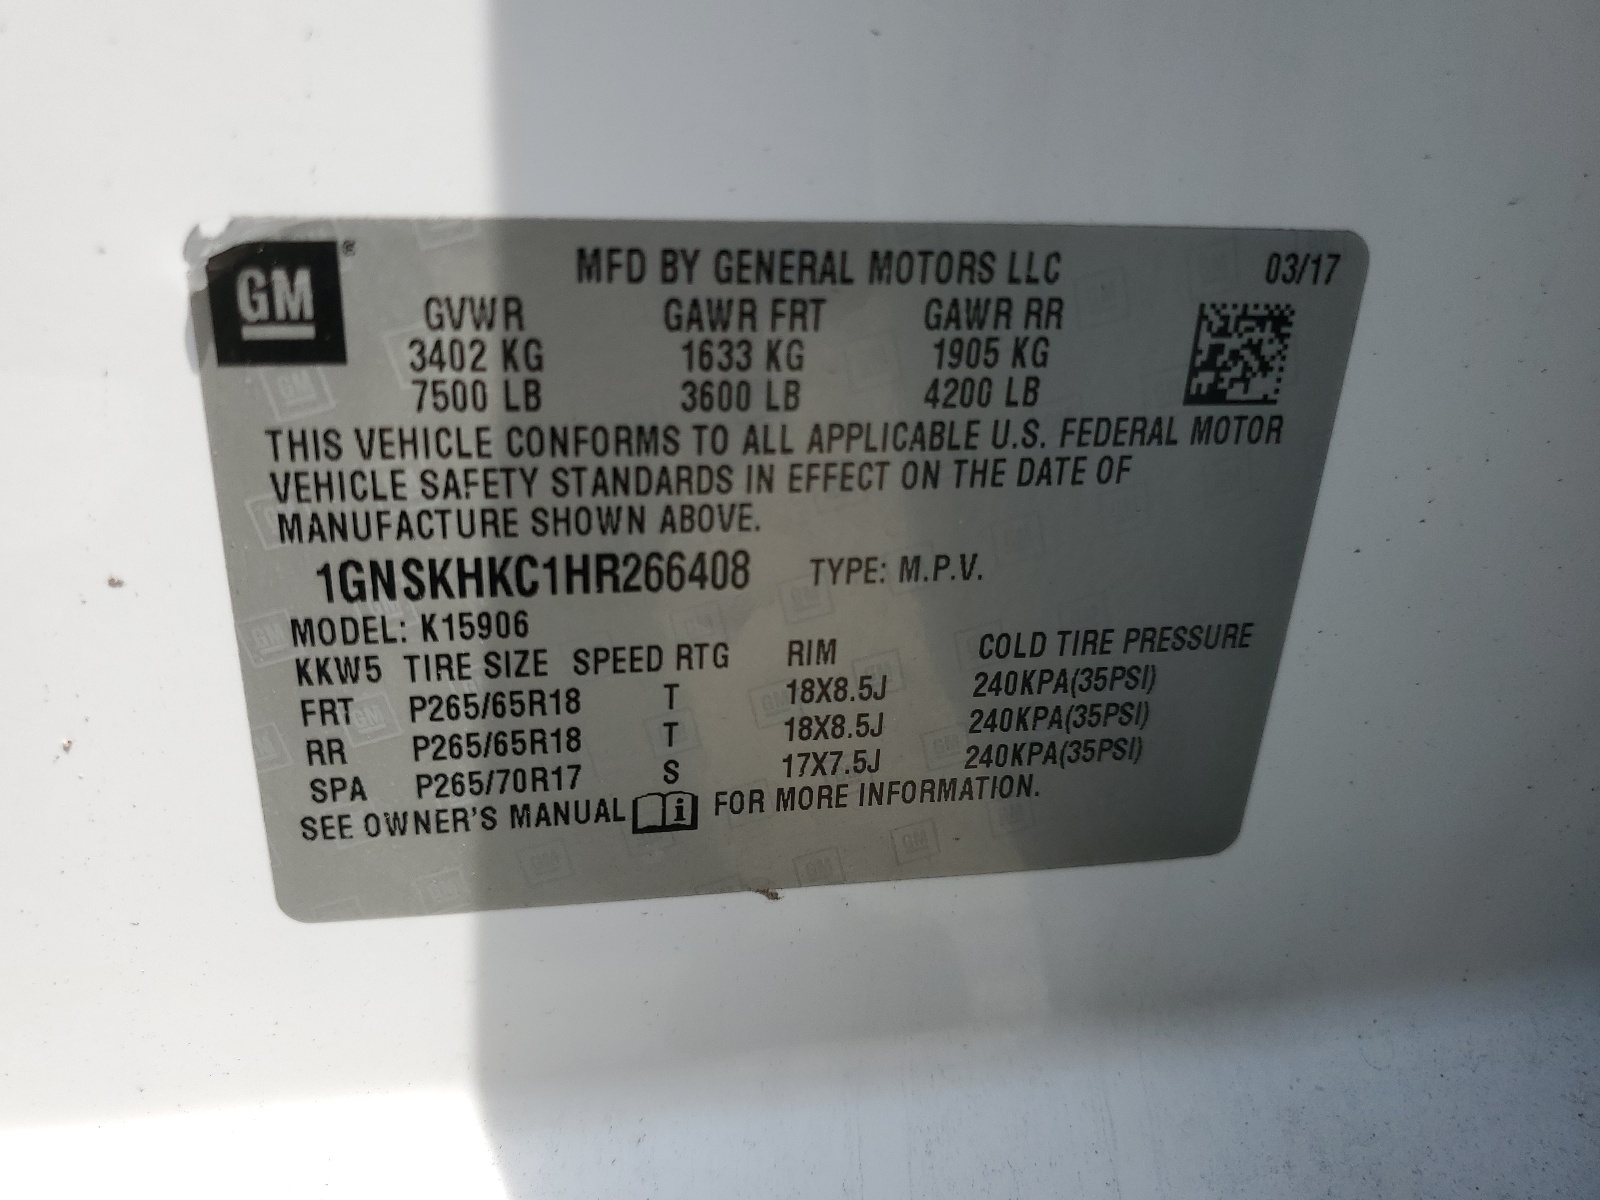 GM® MFD BY GENERAL MOTORS LLC 03/17
GVWR GAWR FRT GAWR RR
3402 KG 1633 KG 1905 KG
7500 LB 3600 LB 4200 LB
THIS VEHICLE CONFORMS TO ALL APPLICABLE U.S. FEDERAL MOTOR
VEHICLE SAFETY STANDARDS IN EFFECT ON THE DATE OF
MANUFACTURE SHOWN ABOVE.
1GNSKHKC1HR266408 TYPE: M.P.V.
MODEL: K15906
KKW5 TIRE SIZE SPEED RTG RIM COLD TIRE PRESSURE
FRT P265/65R18 T 18X8.5J 240KPA(35PSI)
RR P265/65R18 T 18X8.5J 240KPA(35PSI)
SPA P265/70R17 S 17X7.5J 240KPA(35PSI)
SEE OWNER'S MANUAL i FOR MORE INFORMATION.